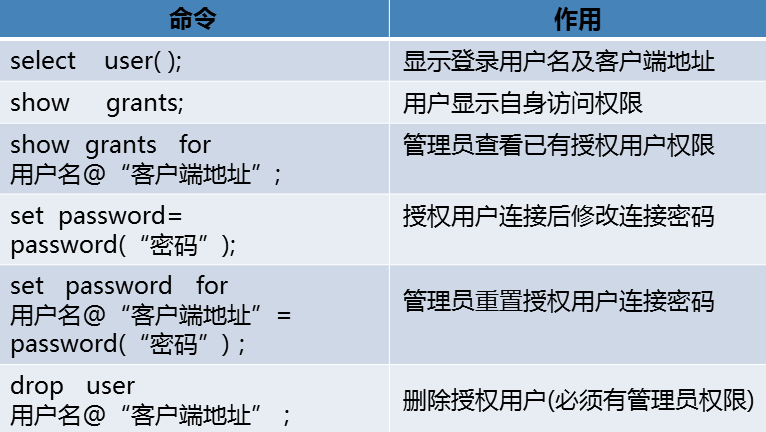 命令
作用
select user( );
显示登录用户名及客户端地址
show grants;
用户显示自身访问权限
show grants for
用户名@“客户端地址”;
管理员查看已有授权用户权限
set password=
password(“密码”);
授权用户连接后修改连接密码
set password for
用户名@“客户端地址”=
password(“密码”) ;
管理员重置授权用户连接密码
drop user
用户名@“客户端地址” ;
删除授权用户(必须有管理员权限)